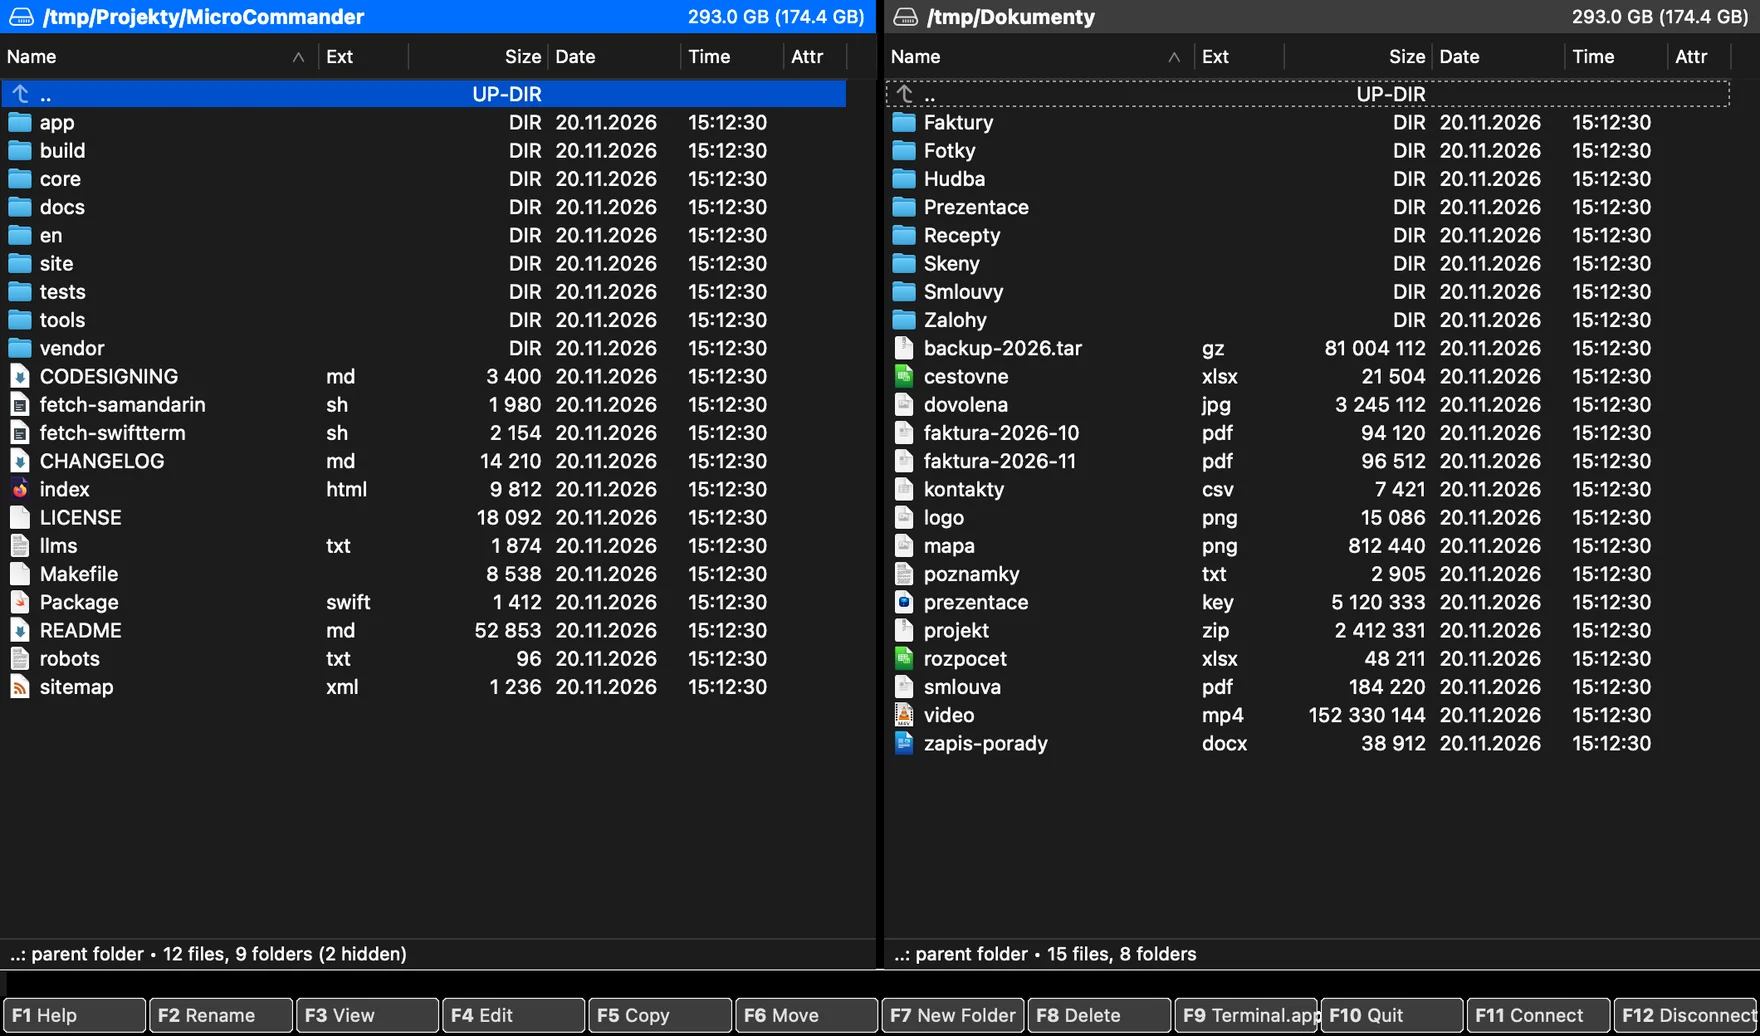 /tmp/Projekty/MicroCommander 293.0 GB (174.4 GB)
Name Ext Size Date Time Attr
.. UP-DIR
app DIR 20.11.2026 15:12:30
build DIR 20.11.2026 15:12:30
core DIR 20.11.2026 15:12:30
docs DIR 20.11.2026 15:12:30
en DIR 20.11.2026 15:12:30
site DIR 20.11.2026 15:12:30
tests DIR 20.11.2026 15:12:30
tools DIR 20.11.2026 15:12:30
vendor DIR 20.11.2026 15:12:30
CODESIGNING md 3 400 20.11.2026 15:12:30
fetch-samandarin sh 1 980 20.11.2026 15:12:30
fetch-swiftterm sh 2 154 20.11.2026 15:12:30
CHANGELOG md 14 210 20.11.2026 15:12:30
index html 9 812 20.11.2026 15:12:30
LICENSE 18 092 20.11.2026 15:12:30
llms txt 1 874 20.11.2026 15:12:30
Makefile 8 538 20.11.2026 15:12:30
Package swift 1 412 20.11.2026 15:12:30
README md 52 853 20.11.2026 15:12:30
robots txt 96 20.11.2026 15:12:30
sitemap xml 1 236 20.11.2026 15:12:30
..: parent folder • 12 files, 9 folders (2 hidden)
/tmp/Dokumenty 293.0 GB (174.4 GB)
Name Ext Size Date Time Attr
.. UP-DIR
Faktury DIR 20.11.2026 15:12:30
Fotky DIR 20.11.2026 15:12:30
Hudba DIR 20.11.2026 15:12:30
Prezentace DIR 20.11.2026 15:12:30
Recepty DIR 20.11.2026 15:12:30
Skeny DIR 20.11.2026 15:12:30
Smlouvy DIR 20.11.2026 15:12:30
Zalohy DIR 20.11.2026 15:12:30
backup-2026.tar gz 81 004 112 20.11.2026 15:12:30
cestovne xlsx 21 504 20.11.2026 15:12:30
dovolena jpg 3 245 112 20.11.2026 15:12:30
faktura-2026-10 pdf 94 120 20.11.2026 15:12:30
faktura-2026-11 pdf 96 512 20.11.2026 15:12:30
kontakty csv 7 421 20.11.2026 15:12:30
logo png 15 086 20.11.2026 15:12:30
mapa png 812 440 20.11.2026 15:12:30
poznamky txt 2 905 20.11.2026 15:12:30
prezentace key 5 120 333 20.11.2026 15:12:30
projekt zip 2 412 331 20.11.2026 15:12:30
rozpocet xlsx 48 211 20.11.2026 15:12:30
smlouva pdf 184 220 20.11.2026 15:12:30
video mp4 152 330 144 20.11.2026 15:12:30
zapis-porady docx 38 912 20.11.2026 15:12:30
..: parent folder • 15 files, 8 folders
F1 Help F2 Rename F3 View F4 Edit F5 Copy F6 Move F7 New Folder F8 Delete F9 Terminal.app F10 Quit F11 Connect F12 Disconnect